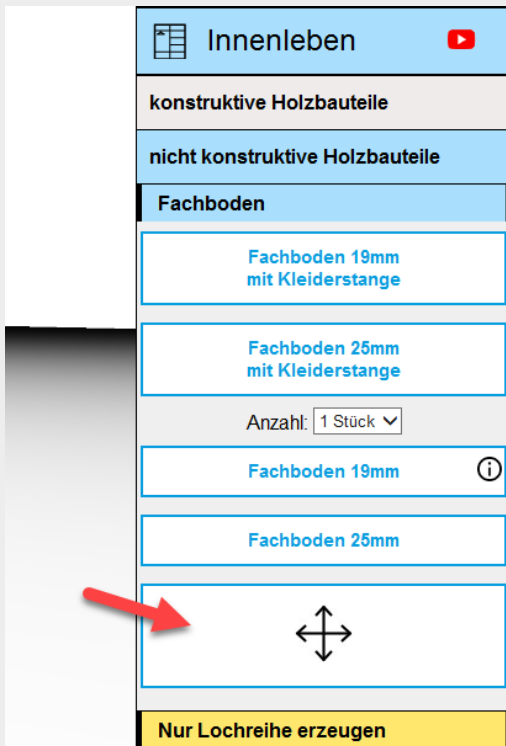 Innenleben
konstruktive Holzbauteile
nicht konstruktive Holzbauteile
Fachboden
Fachboden 19mm
mit Kleiderstange
Fachboden 25mm
mit Kleiderstange
Anzahl: 1 Stück
Fachboden 19mm
Fachboden 25mm
Nur Lochreihe erzeugen